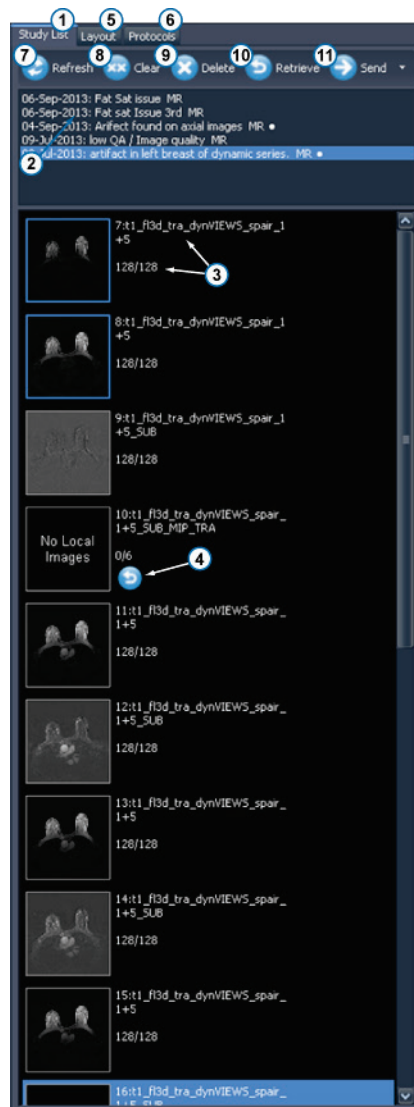 1 5 6
Study List Layout Protocols
7 8 9 10 11
Refresh Clear Delete Retrieve Send
06-Sep-2013: Fat Sat issue MR
06-Sep-2013: Fat sat Issue 3rd MR
04-Sep-2013: Arifect found on axial images MR •
09-Jul-2013: low QA / Image quality MR
2
-Jul-2013: artifact in left breast of dynamic series. MR •
7:t1_fl3d_tra_dynVIEWS_spair_1
+5
128/128
3
8:t1_fl3d_tra_dynVIEWS_spair_1
+5
128/128
9:t1_fl3d_tra_dynVIEWS_spair_1
+5_SUB
128/128
10:t1_fl3d_tra_dynVIEWS_spair_
1+5_SUB_MIP_TRA
No Local
Images
0/6
4
11:t1_fl3d_tra_dynVIEWS_spair_
1+5
128/128
12:t1_fl3d_tra_dynVIEWS_spair_
1+5_SUB
128/128
13:t1_fl3d_tra_dynVIEWS_spair_
1+5
128/128
14:t1_fl3d_tra_dynVIEWS_spair_
1+5_SUB
128/128
15:t1_fl3d_tra_dynVIEWS_spair_
1+5
128/128
16:t1_fl3d_tra_dynVIEWS_spair_
1+5_SUB